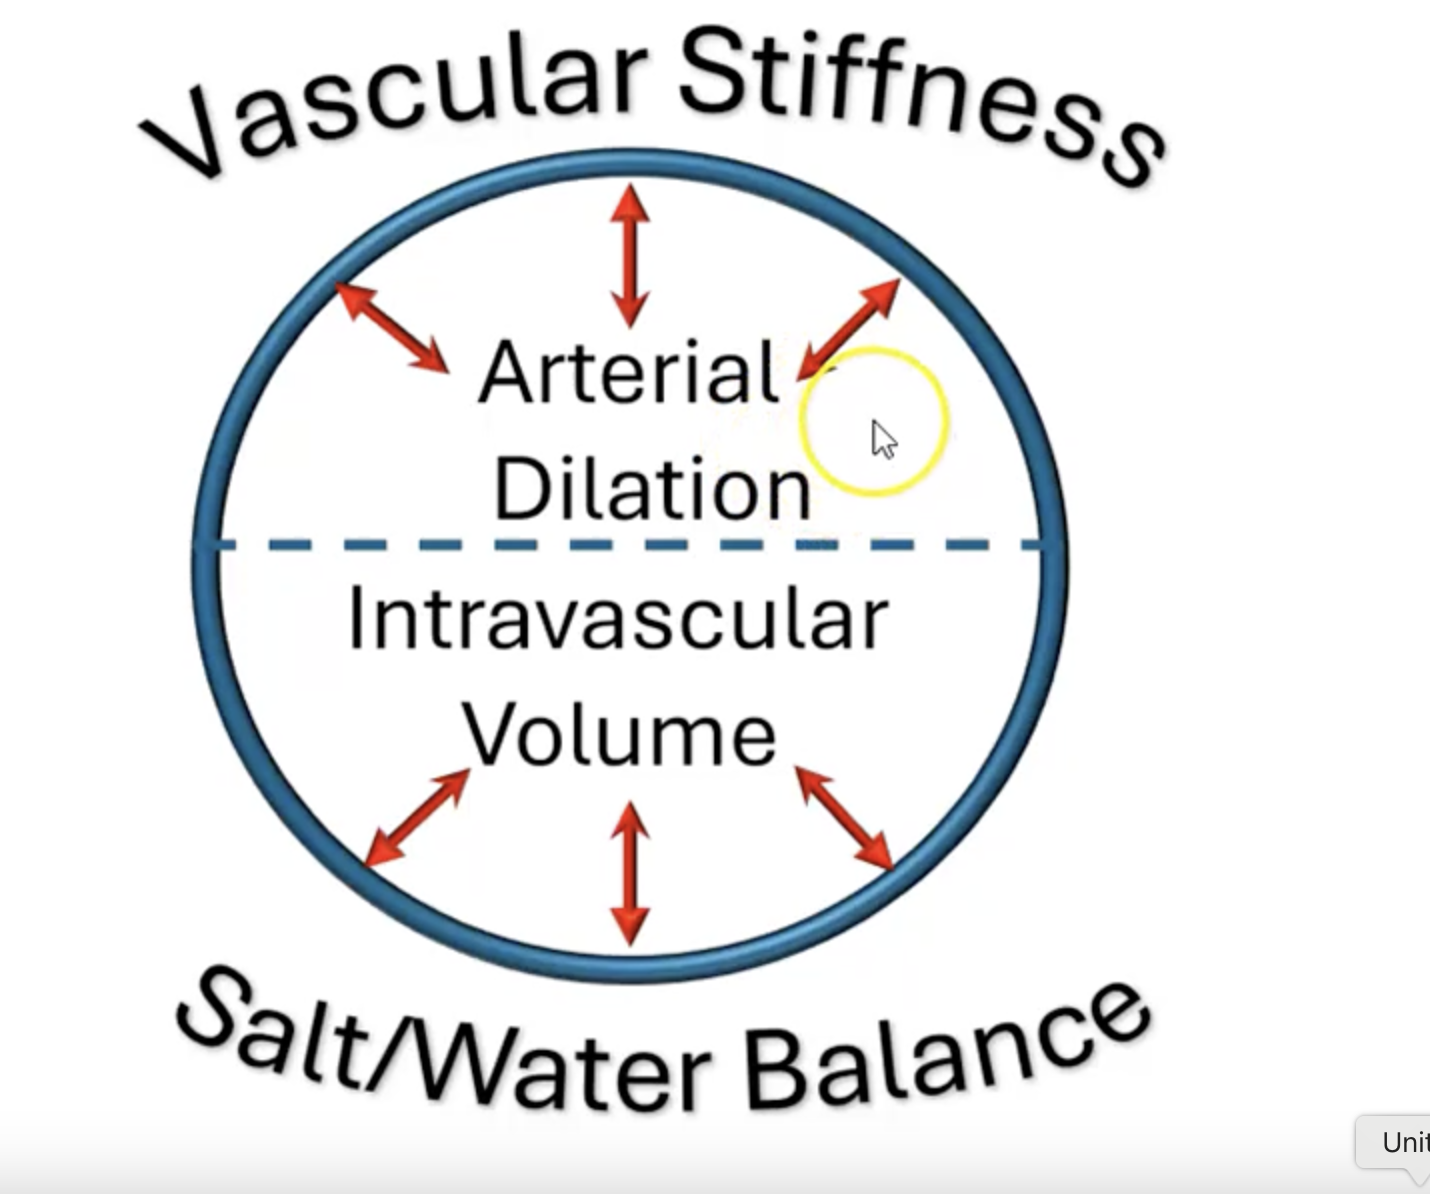 Vascular Stiffness
Arterial
Dilation
Intravascular
Volume
Salt/Water Balance